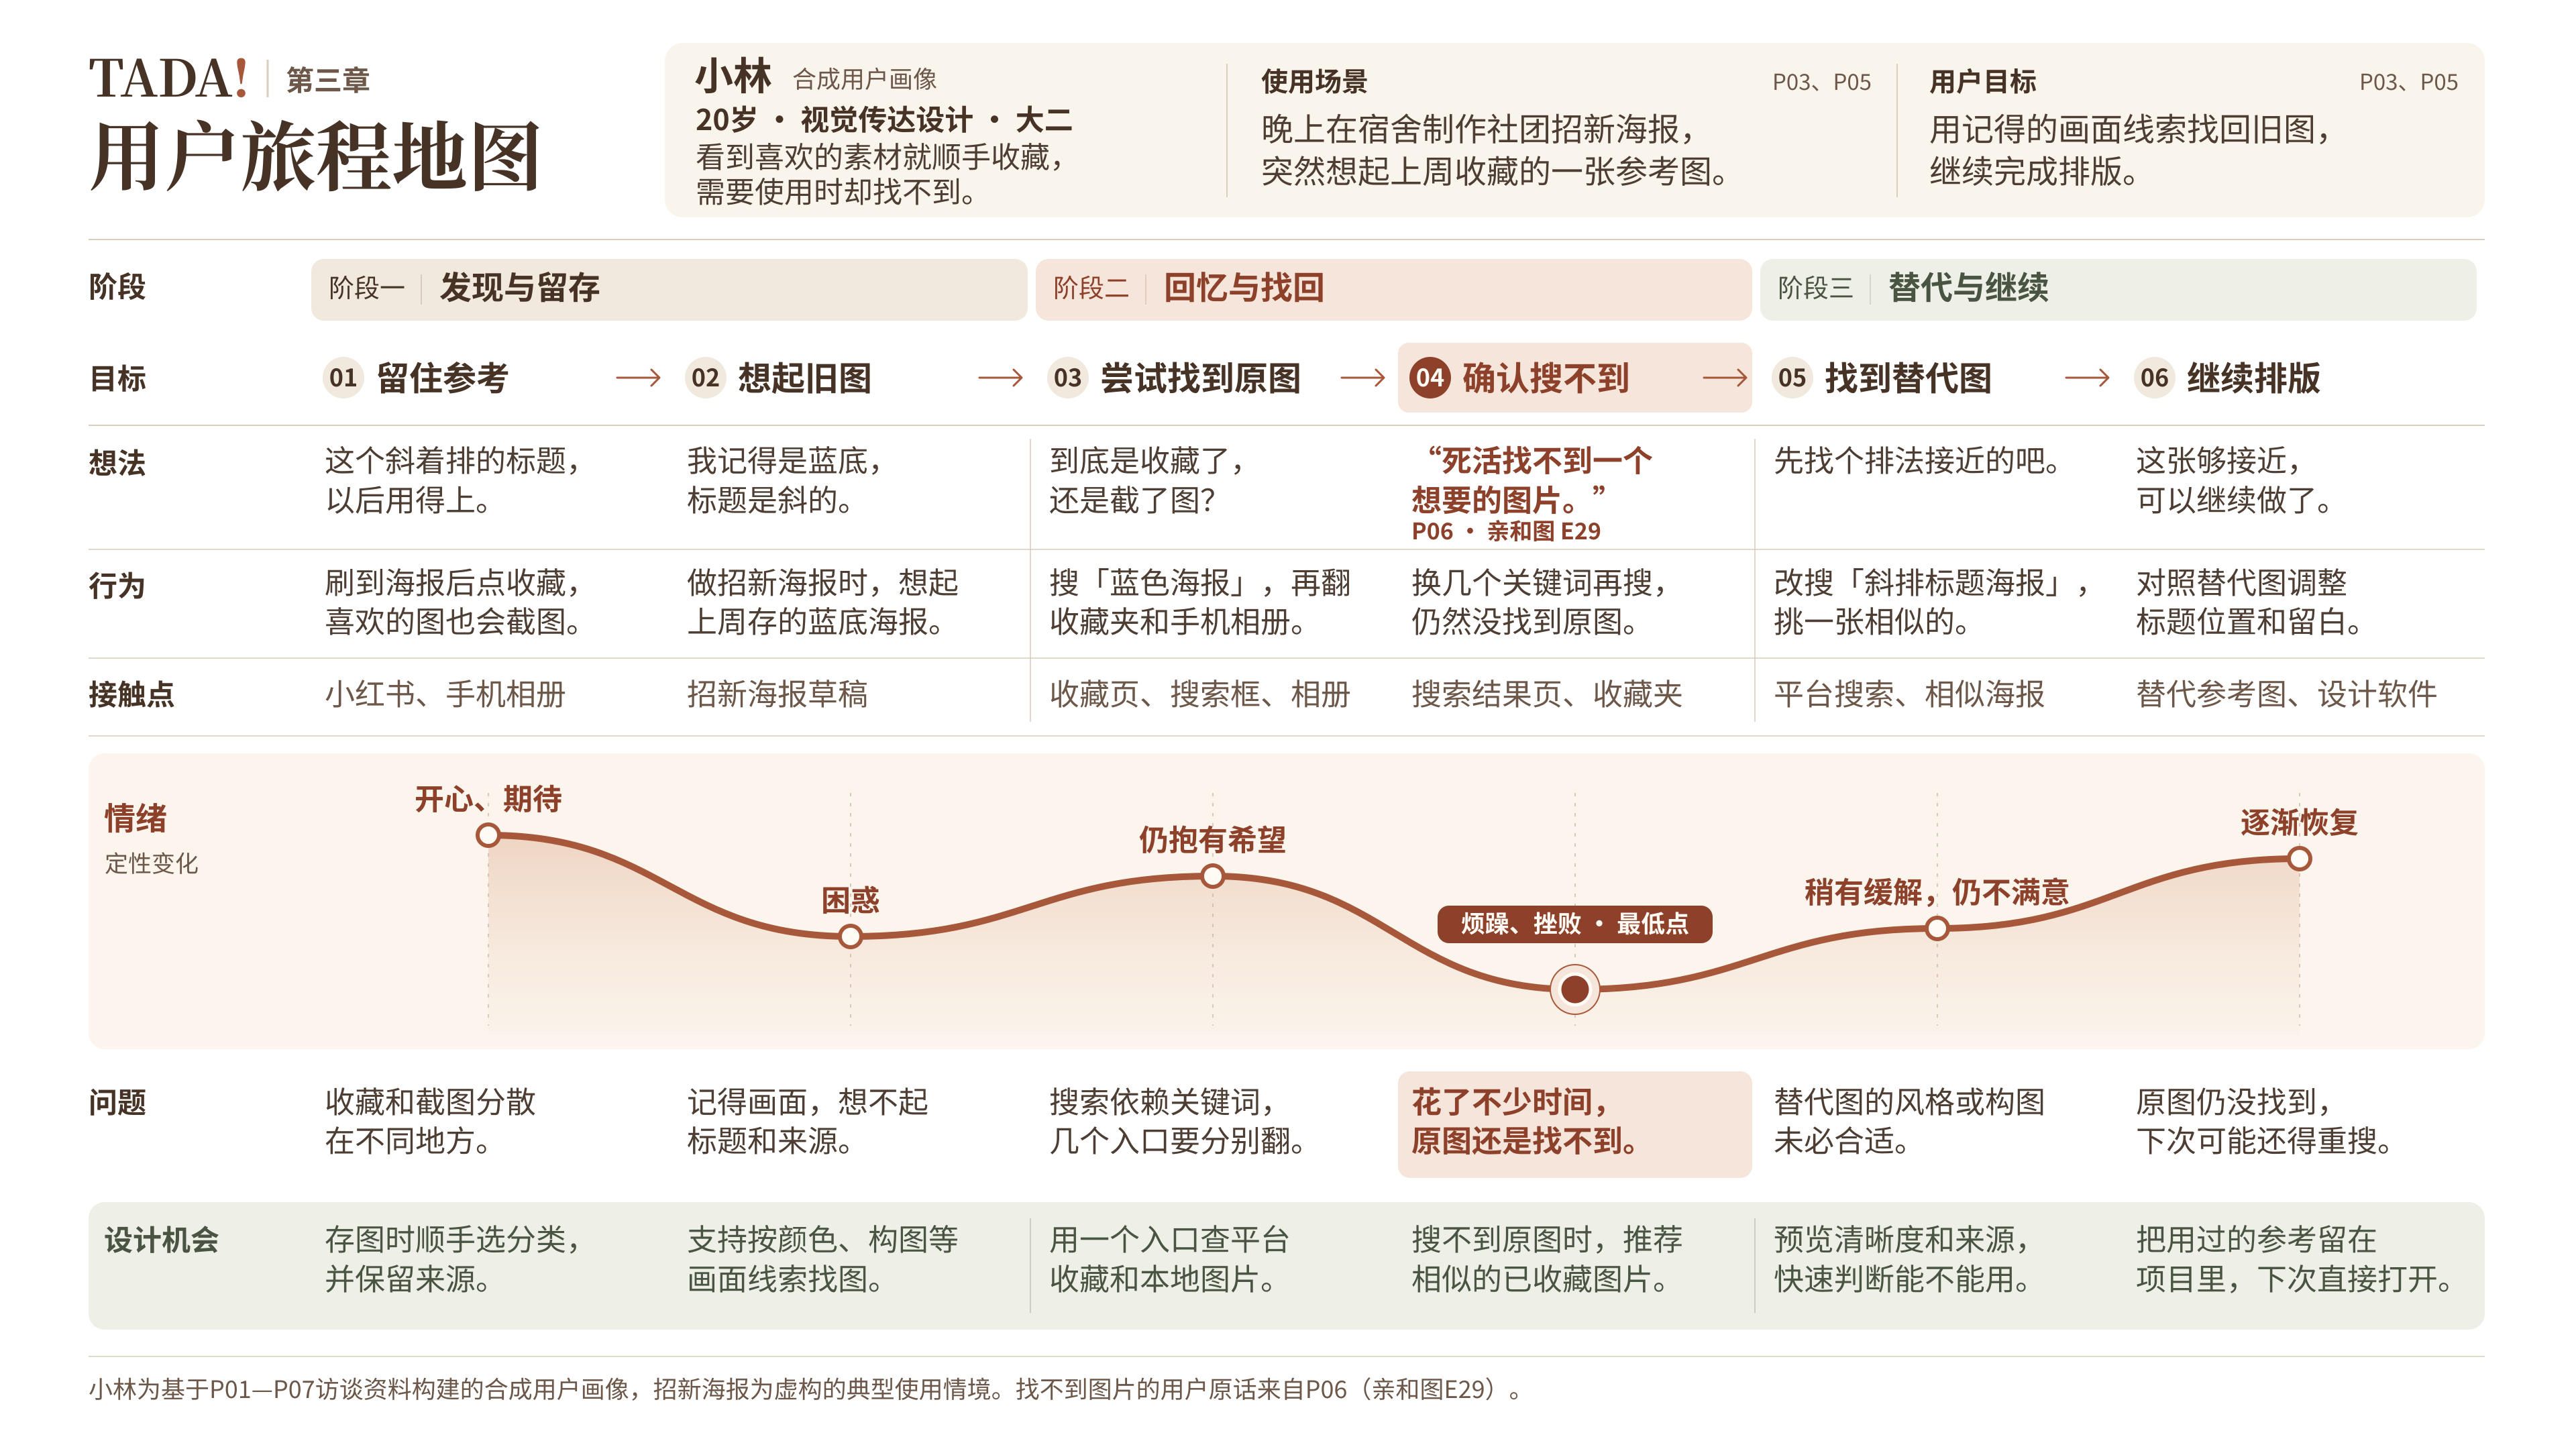 TADA! 第三章
用户旅程地图
小林 合成用户画像
20岁 · 视觉传达设计 · 大二
看到喜欢的素材就顺手收藏，
需要使用时却找不到。
使用场景 P03、P05
晚上在宿舍制作社团招新海报，
突然想起上周收藏的一张参考图。
用户目标 P03、P05
用记得的画面线索找回旧图，
继续完成排版。
阶段
阶段一 发现与留存
阶段二 回忆与找回
阶段三 替代与继续
目标
01 留住参考
02 想起旧图
03 尝试找到原图
04 确认搜不到
05 找到替代图
06 继续排版
想法
这个斜着排的标题，
以后用得上。
我记得是蓝底，
标题是斜的。
到底是收藏了，
还是截了图？
“死活找不到一个
想要的图片。”
P06 · 亲和图 E29
先找个排法接近的吧。
这张够接近，
可以继续做了。
行为
刷到海报后点收藏，
喜欢的图也会截图。
做招新海报时，想起
上周存的蓝底海报。
搜「蓝色海报」，再翻
收藏夹和手机相册。
换几个关键词再搜，
仍然没找到原图。
改搜「斜排标题海报」，
挑一张相似的。
对照替代图调整
标题位置和留白。
接触点
小红书、手机相册
招新海报草稿
收藏页、搜索框、相册
搜索结果页、收藏夹
平台搜索、相似海报
替代参考图、设计软件
情绪
定性变化
开心、期待
困惑
仍抱有希望
烦躁、挫败 · 最低点
稍有缓解，仍不满意
逐渐恢复
问题
收藏和截图分散
在不同地方。
记得画面，想不起
标题和来源。
搜索依赖关键词，
几个入口要分别翻。
花了不少时间，
原图还是找不到。
替代图的风格或构图
未必合适。
原图仍没找到，
下次可能还得重搜。
设计机会
存图时顺手选分类，
并保留来源。
支持按颜色、构图等
画面线索找图。
用一个入口查平台
收藏和本地图片。
搜不到原图时，推荐
相似的已收藏图片。
预览清晰度和来源，
快速判断能不能用。
把用过的参考留在
项目里，下次直接打开。
小林为基于P01—P07访谈资料构建的合成用户画像，招新海报为虚构的典型使用情境。找不到图片的用户原话来自P06（亲和图E29）。